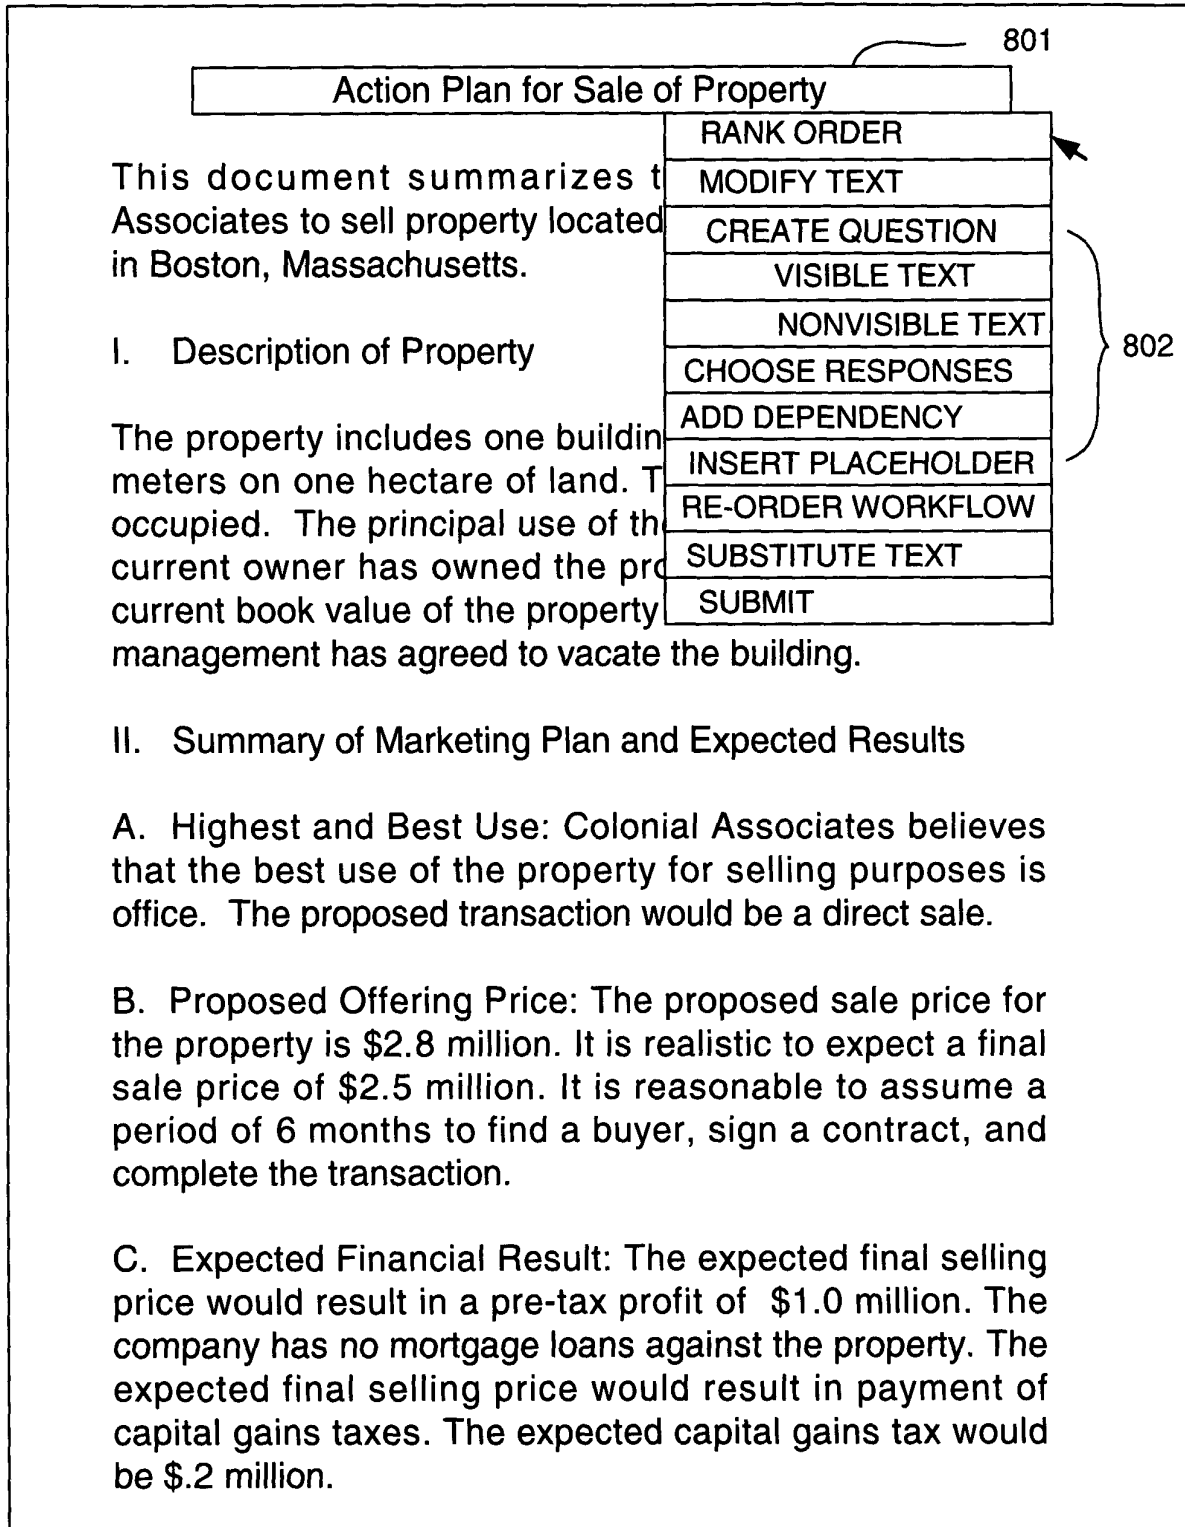 801
Action Plan for Sale of Property
RANK ORDER
This document summarizes t
MODIFY TEXT
Associates to sell property located
CREATE QUESTION
in Boston, Massachusetts.
VISIBLE TEXT
NONVISIBLE TEXT
802
I. Description of Property
CHOOSE RESPONSES
ADD DEPENDENCY
The property includes one buildin
INSERT PLACEHOLDER
meters on one hectare of land. T
RE-ORDER WORKFLOW
occupied. The principal use of th
SUBSTITUTE TEXT
current owner has owned the pro
SUBMIT
current book value of the property
management has agreed to vacate the building.
II. Summary of Marketing Plan and Expected Results
A. Highest and Best Use: Colonial Associates believes
that the best use of the property for selling purposes is
office. The proposed transaction would be a direct sale.
B. Proposed Offering Price: The proposed sale price for
the property is $2.8 million. It is realistic to expect a final
sale price of $2.5 million. It is reasonable to assume a
period of 6 months to find a buyer, sign a contract, and
complete the transaction.
C. Expected Financial Result: The expected final selling
price would result in a pre-tax profit of $1.0 million. The
company has no mortgage loans against the property. The
expected final selling price would result in payment of
capital gains taxes. The expected capital gains tax would
be $.2 million.